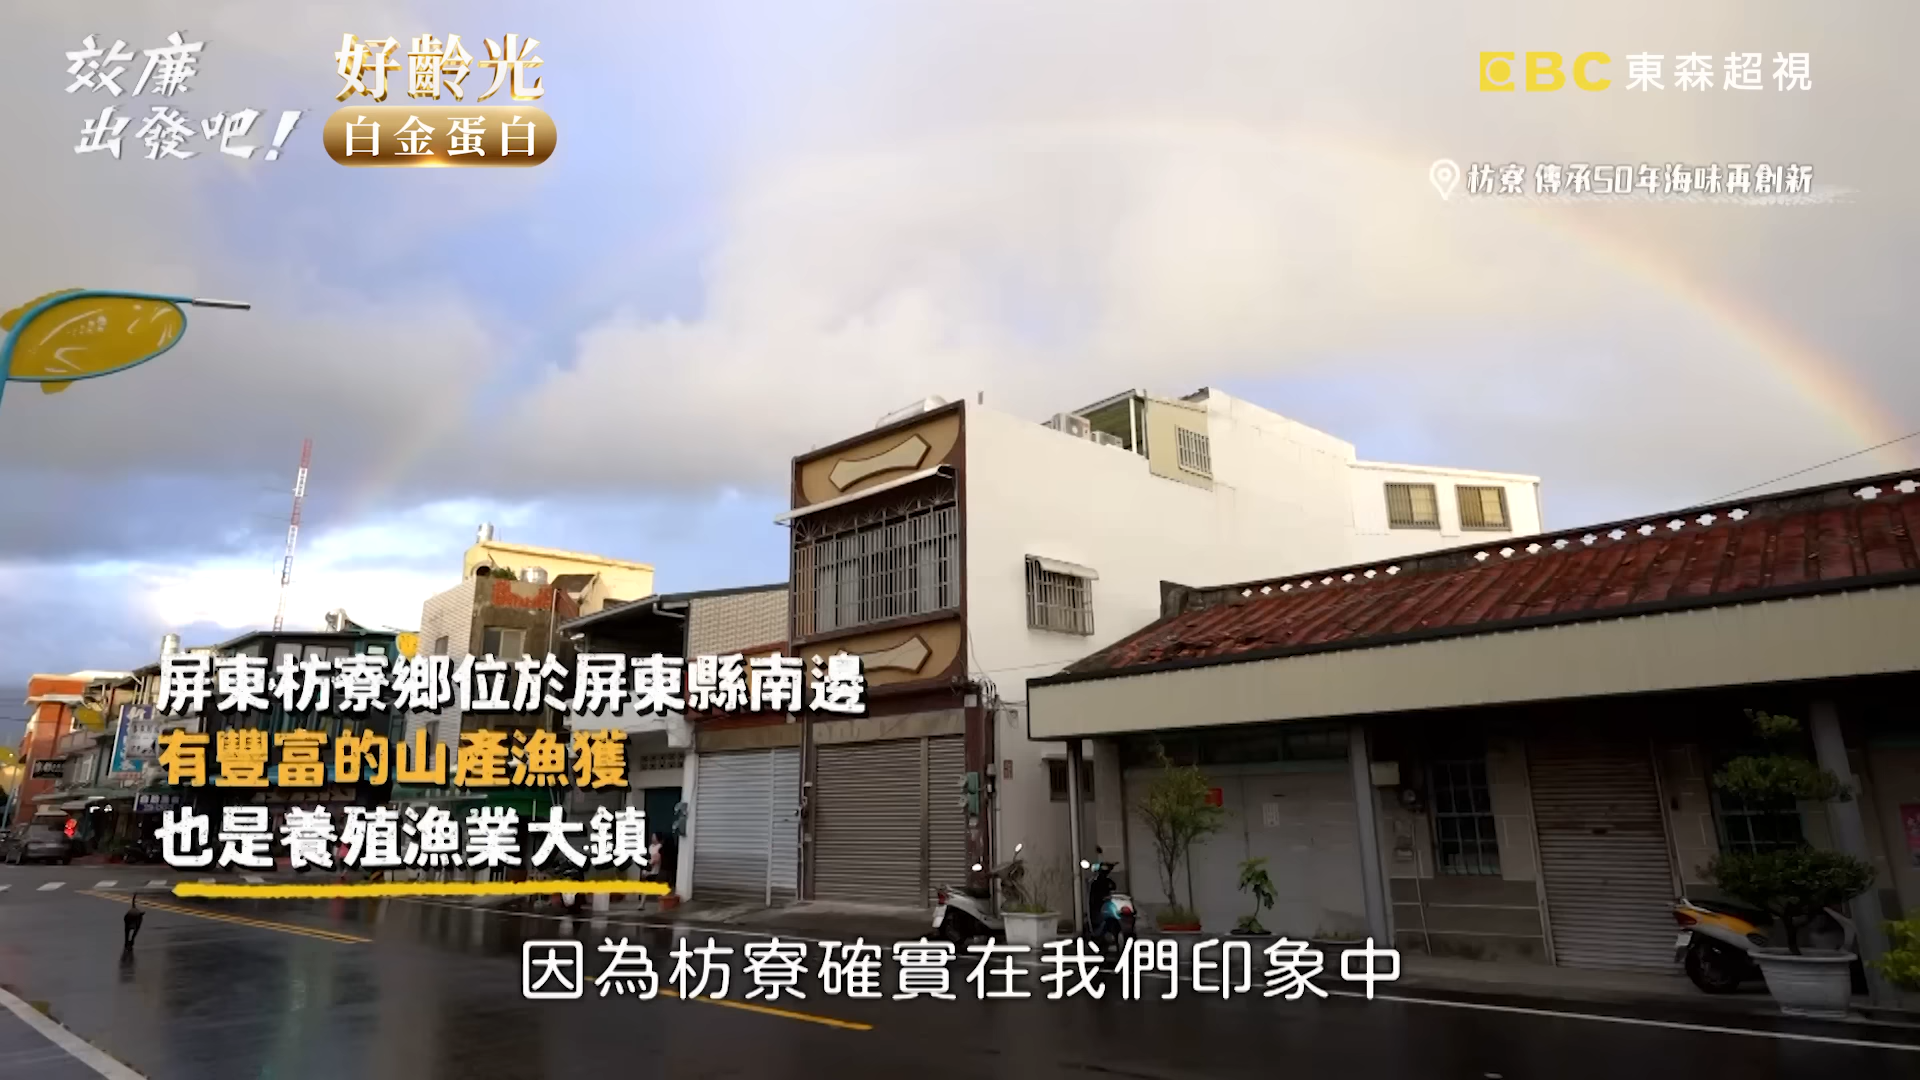 效廉
出發吧！
好齡光
白金蛋白
EBC 東森超視
枋寮 傳承50年海味再創新
屏東枋寮鄉位於屏東縣南邊
有豐富的山產漁獲
也是養殖漁業大鎮
因為枋寮確實在我們印象中